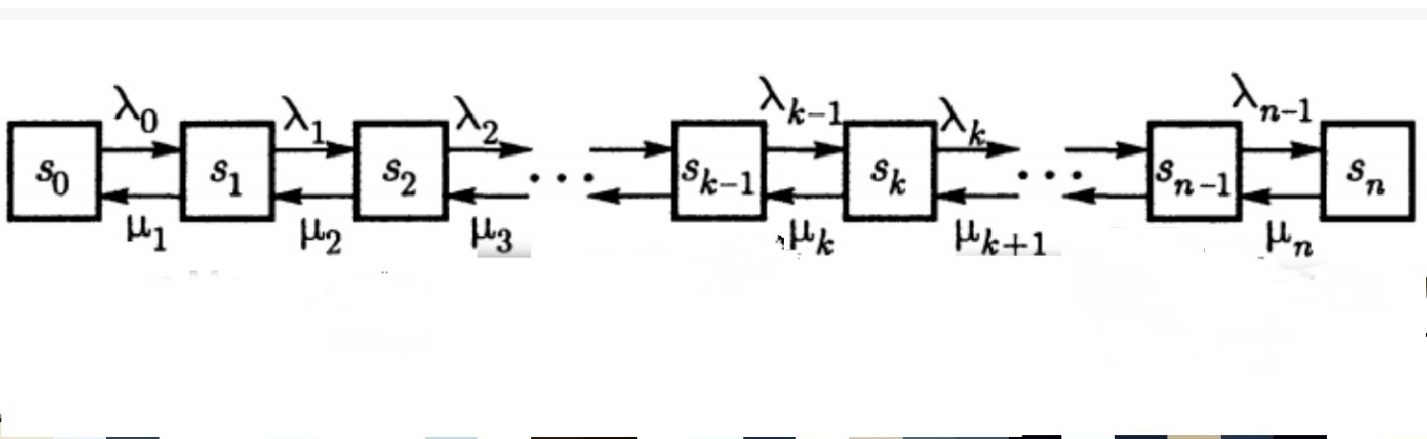 λ₀ λ₁ λ₂ λₖ₋₁ λₖ λₙ₋₁
s₀ s₁ s₂ ... sₖ₋₁ sₖ ... sₙ₋₁ sₙ
μ₁ μ₂ μ₃ μₖ μₖ₊₁ μₙ